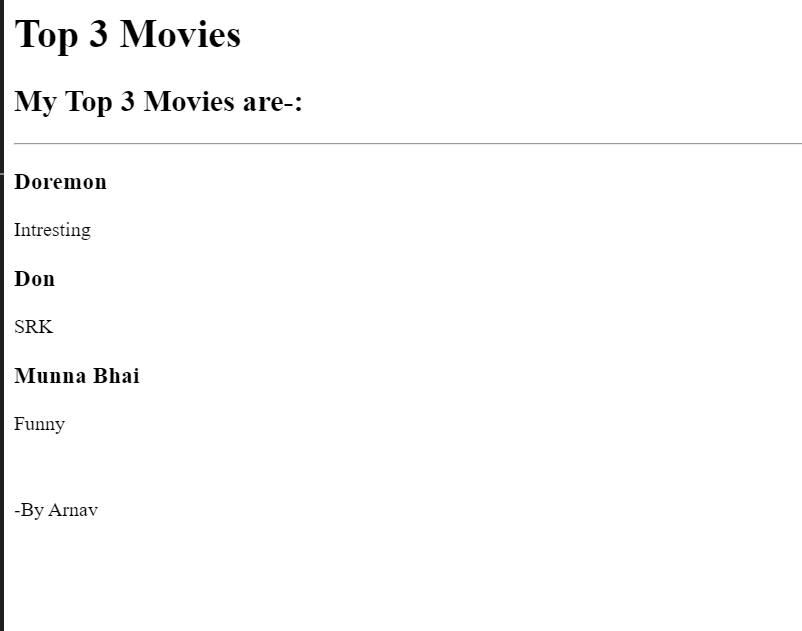 Top 3 Movies
My Top 3 Movies are-:
Doremon
Intresting
Don
SRK
Munna Bhai
Funny
-By Arnav